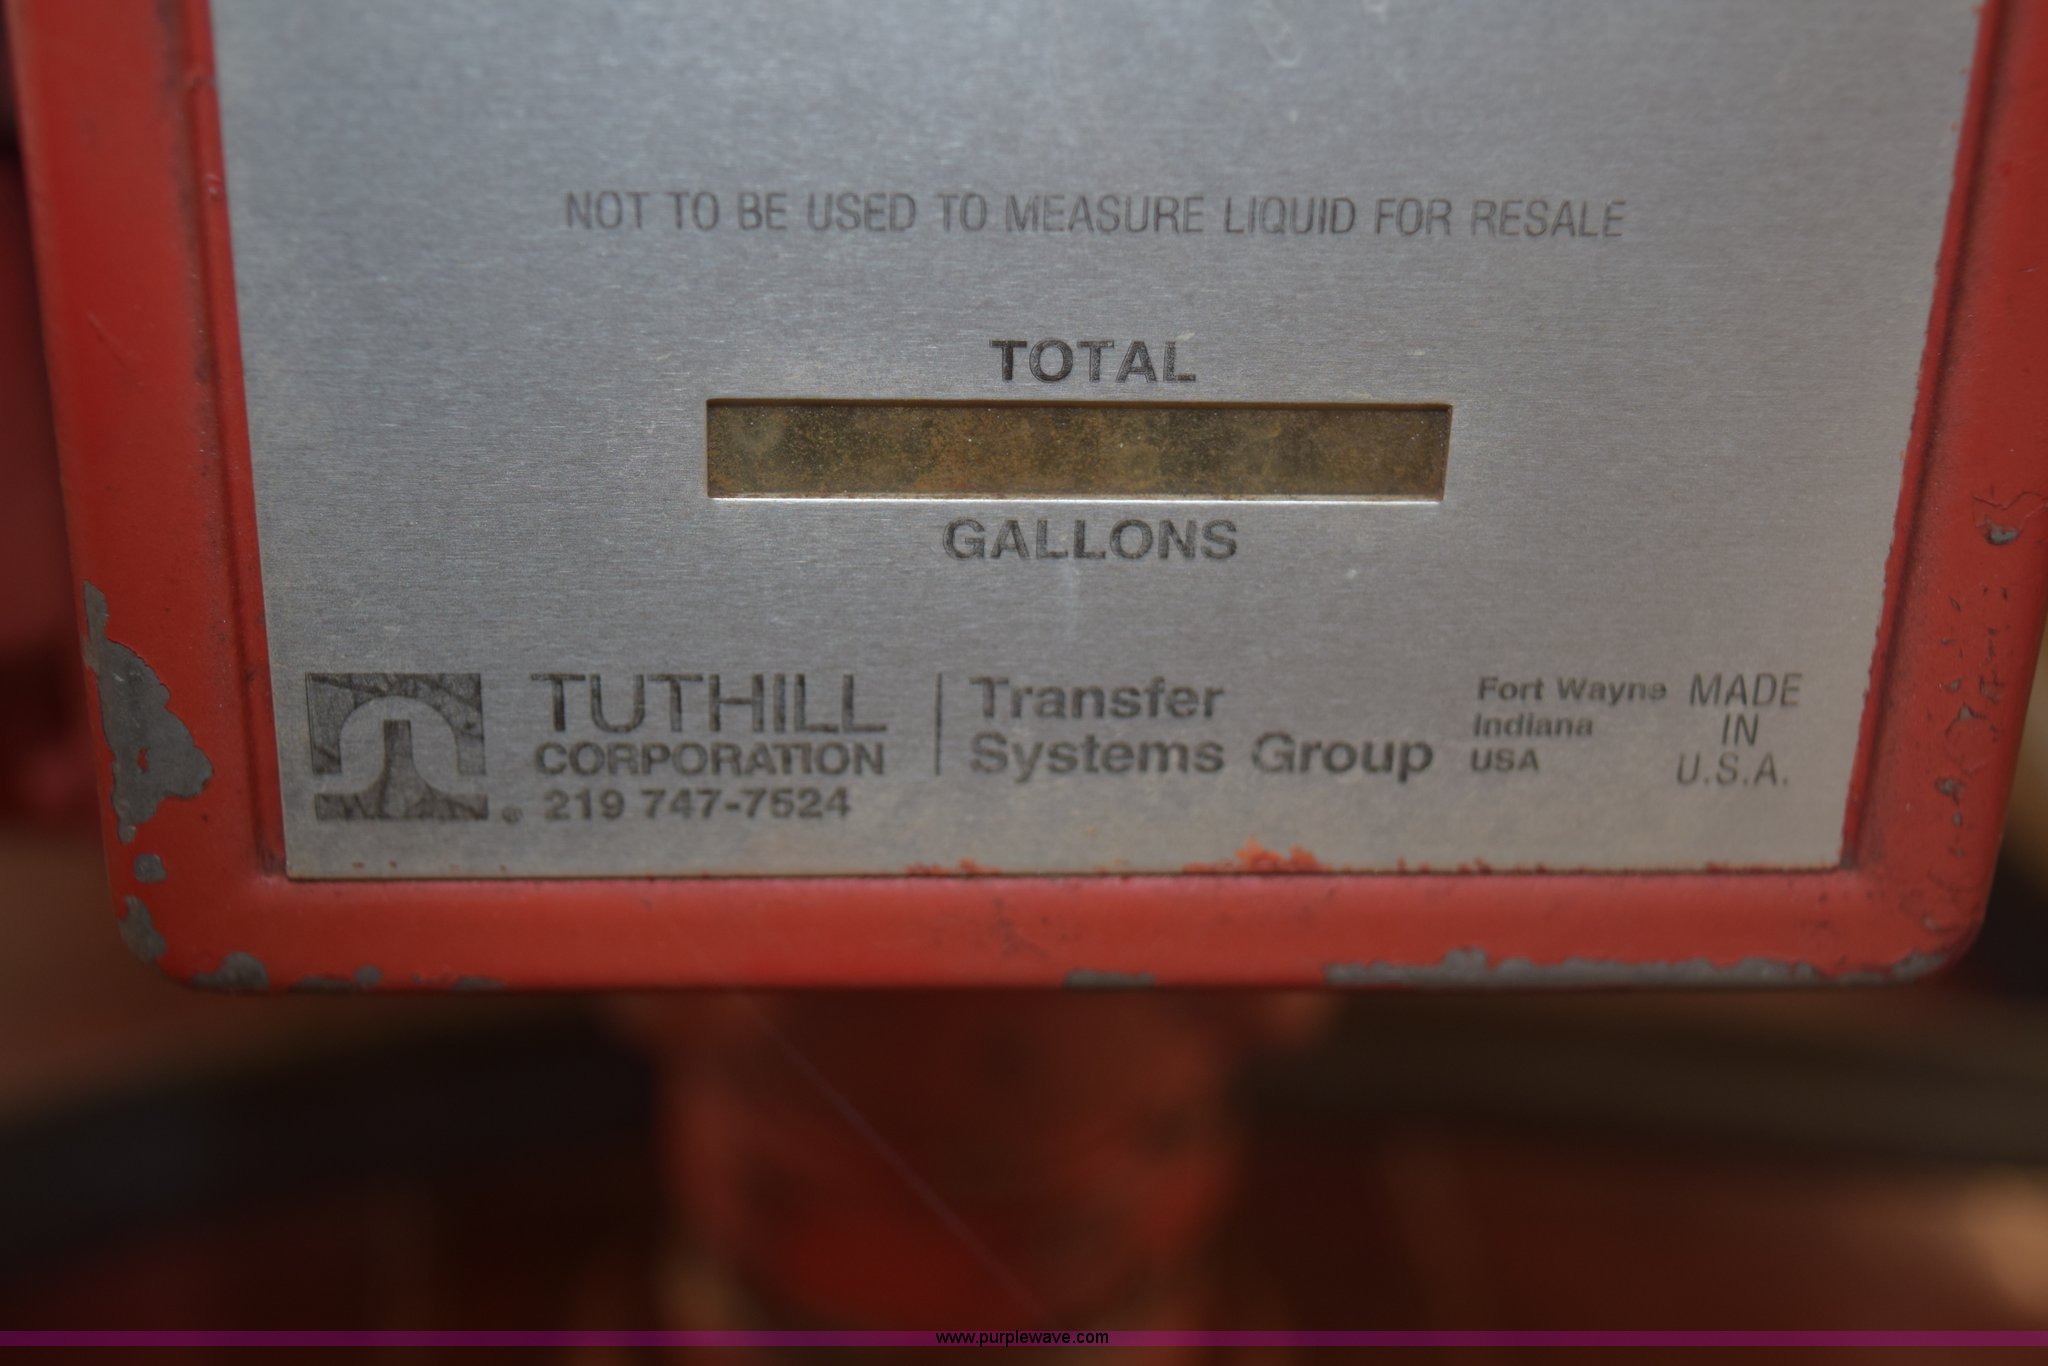 NOT TO BE USED TO MEASURE LIQUID FOR RESALE
TOTAL
GALLONS
TUTHILL
CORPORATION
® 219 747-7524
Transfer
Systems Group
Fort Wayne
Indiana
USA
MADE
IN
U.S.A.
www.purplewave.com